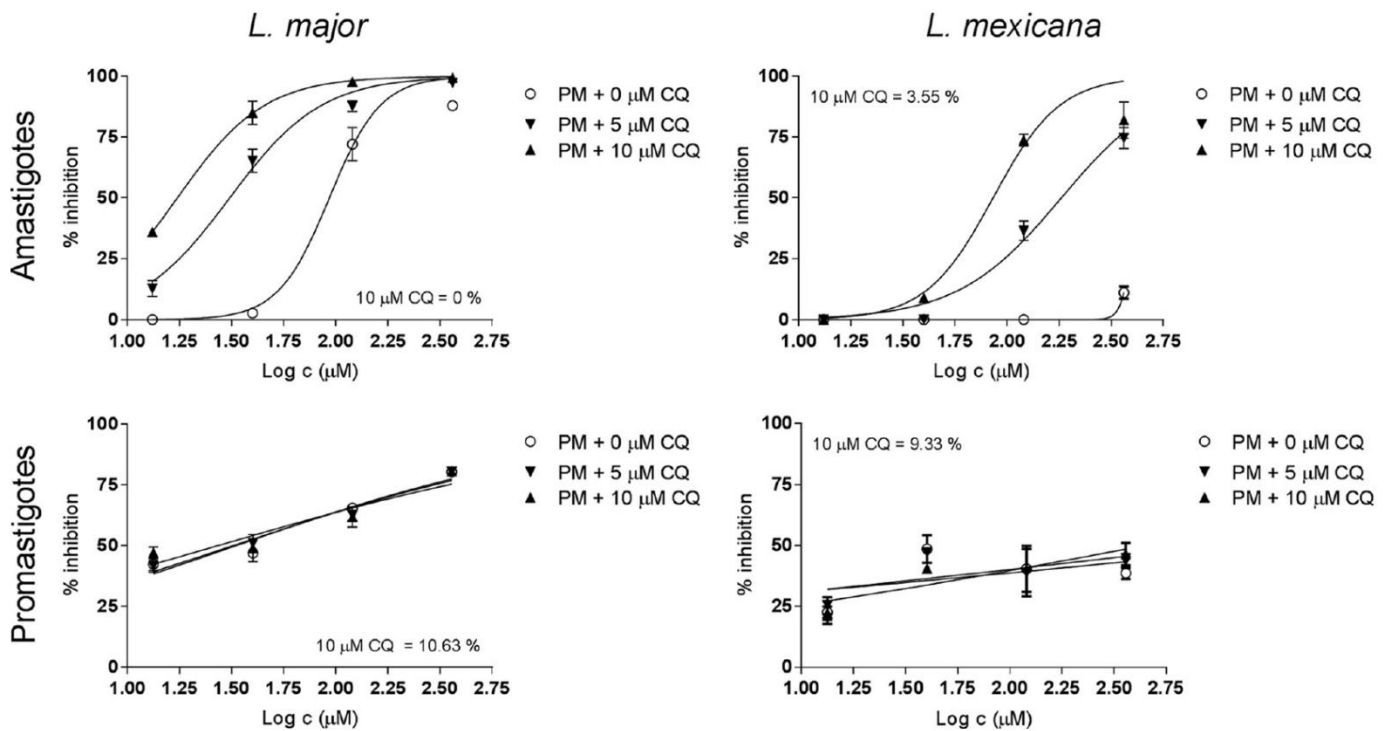 L. major
L. mexicana
Amastigotes
% inhibition
100
75
50
25
0
10 μM CQ = 0 %
1.00 1.25 1.50 1.75 2.00 2.25 2.50 2.75
Log c (μM)
○ PM + 0 μM CQ
▼ PM + 5 μM CQ
▲ PM + 10 μM CQ
% inhibition
100
75
50
25
0
10 μM CQ = 3.55 %
1.00 1.25 1.50 1.75 2.00 2.25 2.50 2.75
Log c (μM)
○ PM + 0 μM CQ
▼ PM + 5 μM CQ
▲ PM + 10 μM CQ
Promastigotes
% inhibition
100
75
50
25
0
10 μM CQ = 10.63 %
1.00 1.25 1.50 1.75 2.00 2.25 2.50 2.75
Log c (μM)
○ PM + 0 μM CQ
▼ PM + 5 μM CQ
▲ PM + 10 μM CQ
% inhibition
100
75
50
25
0
10 μM CQ = 9.33 %
1.00 1.25 1.50 1.75 2.00 2.25 2.50 2.75
Log c (μM)
○ PM + 0 μM CQ
▼ PM + 5 μM CQ
▲ PM + 10 μM CQ